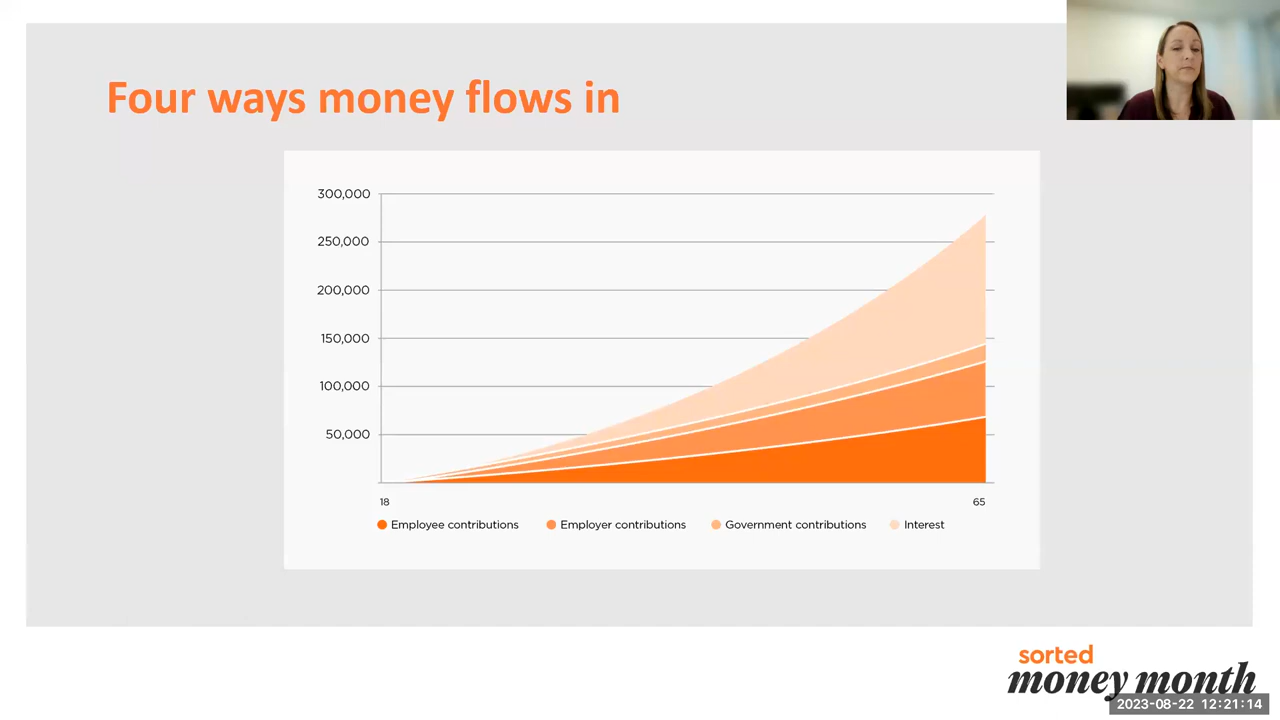 Four ways money flows in
300,000
250,000
200,000
150,000
100,000
50,000
18 65
Employee contributions Employer contributions Government contributions Interest
sorted
money month
2023-08-22 12:21:14